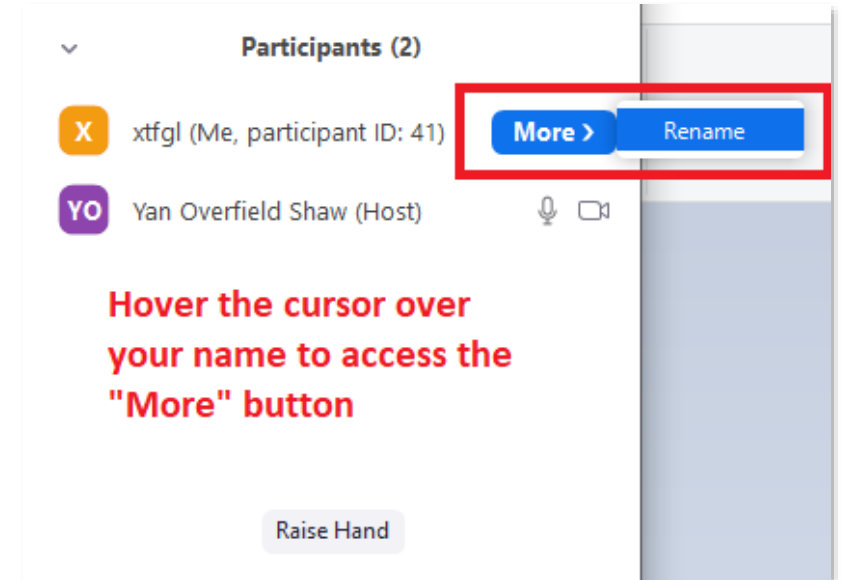 Participants (2)
X xtfgl (Me, participant ID: 41) More > Rename
YO Yan Overfield Shaw (Host)
Hover the cursor over
your name to access the
"More" button
Raise Hand